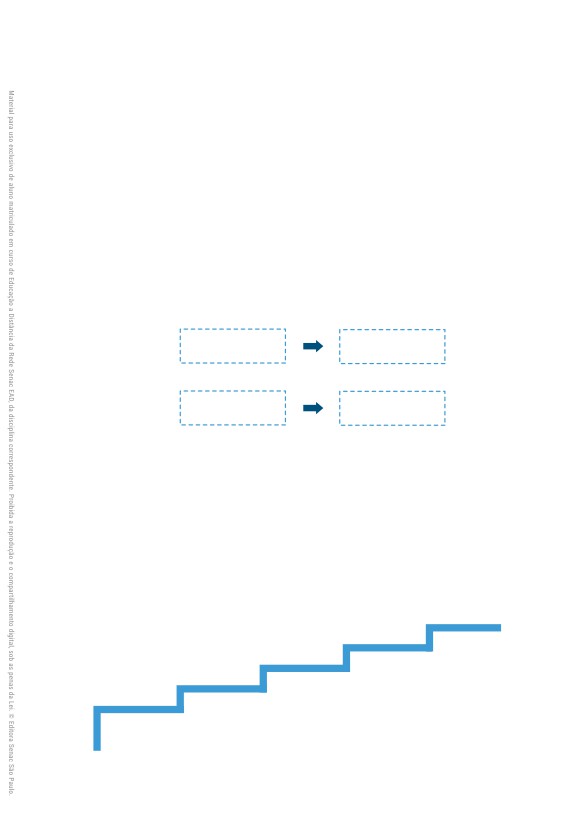 Material para uso exclusivo de aluno matriculado em curso de Educação a Distância da Rede Senac EAD, da disciplina correspondente. Proibida a reprodução e o compartilhamento digital, sob as penas da Lei. © Editora Senac São Paulo.